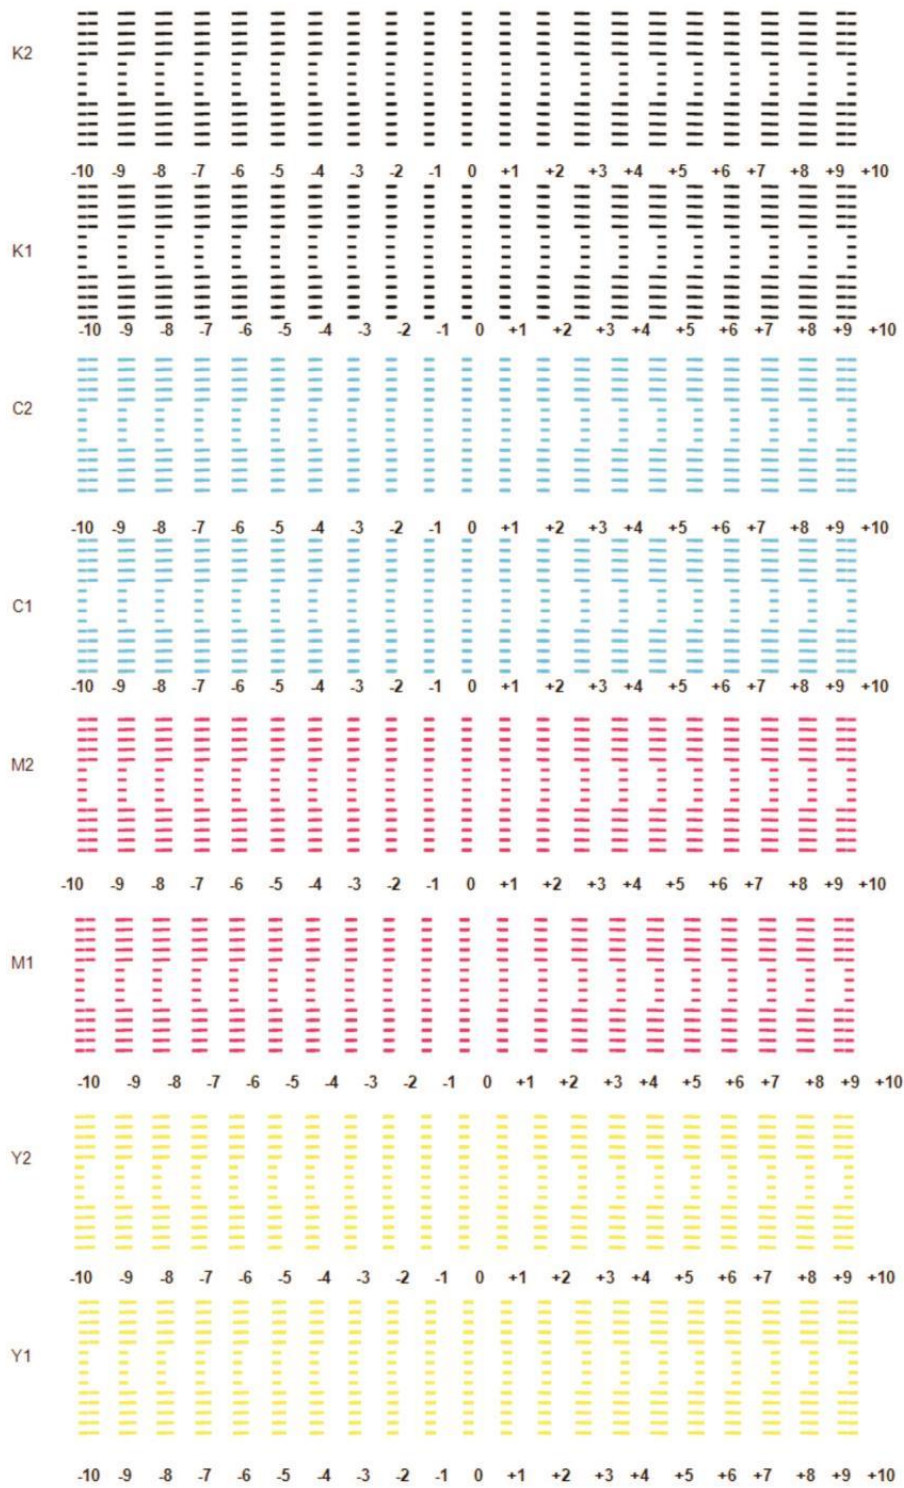 K2
-10 -9 -8 -7 -6 -5 -4 -3 -2 -1 0 +1 +2 +3 +4 +5 +6 +7 +8 +9 +10
K1
-10 -9 -8 -7 -6 -5 -4 -3 -2 -1 0 +1 +2 +3 +4 +5 +6 +7 +8 +9 +10
C2
-10 -9 -8 -7 -6 -5 -4 -3 -2 -1 0 +1 +2 +3 +4 +5 +6 +7 +8 +9 +10
C1
-10 -9 -8 -7 -6 -5 -4 -3 -2 -1 0 +1 +2 +3 +4 +5 +6 +7 +8 +9 +10
M2
-10 -9 -8 -7 -6 -5 -4 -3 -2 -1 0 +1 +2 +3 +4 +5 +6 +7 +8 +9 +10
M1
-10 -9 -8 -7 -6 -5 -4 -3 -2 -1 0 +1 +2 +3 +4 +5 +6 +7 +8 +9 +10
Y2
-10 -9 -8 -7 -6 -5 -4 -3 -2 -1 0 +1 +2 +3 +4 +5 +6 +7 +8 +9 +10
Y1
-10 -9 -8 -7 -6 -5 -4 -3 -2 -1 0 +1 +2 +3 +4 +5 +6 +7 +8 +9 +10